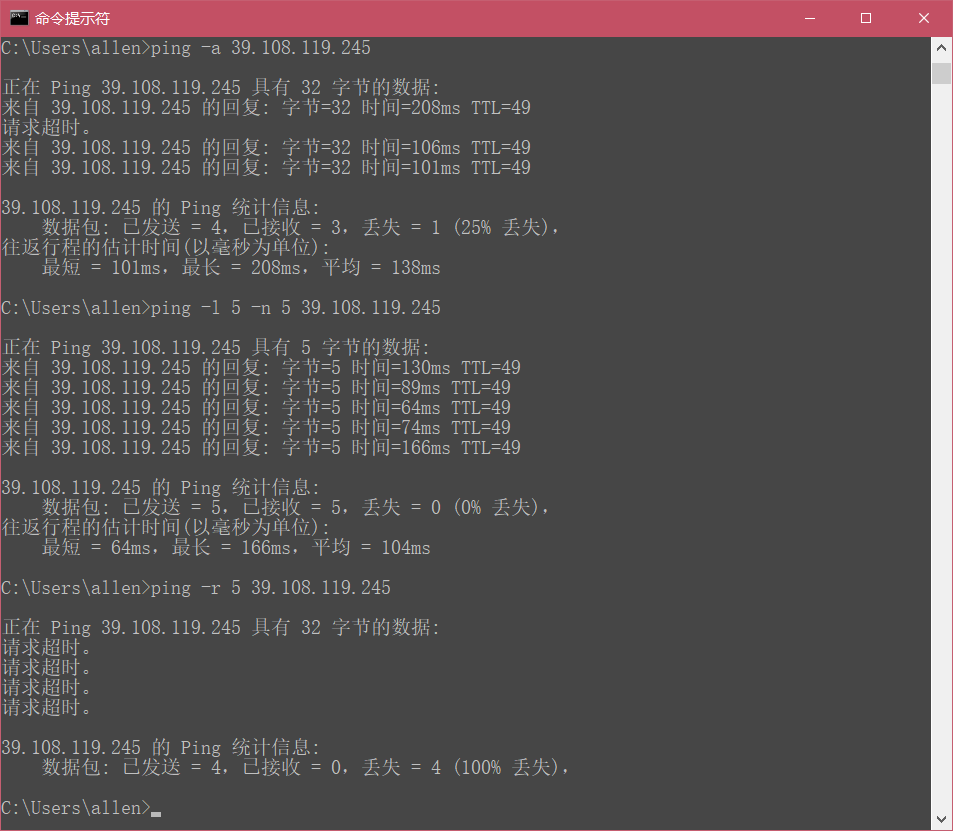 命令提示符
C:\Users\allen>ping -a 39.108.119.245
正在 Ping 39.108.119.245 具有 32 字节的数据:
来自 39.108.119.245 的回复: 字节=32 时间=208ms TTL=49
请求超时。
来自 39.108.119.245 的回复: 字节=32 时间=106ms TTL=49
来自 39.108.119.245 的回复: 字节=32 时间=101ms TTL=49
39.108.119.245 的 Ping 统计信息:
数据包: 已发送 = 4，已接收 = 3，丢失 = 1 (25% 丢失)，
往返行程的估计时间(以毫秒为单位):
最短 = 101ms，最长 = 208ms，平均 = 138ms
C:\Users\allen>ping -l 5 -n 5 39.108.119.245
正在 Ping 39.108.119.245 具有 5 字节的数据:
来自 39.108.119.245 的回复: 字节=5 时间=130ms TTL=49
来自 39.108.119.245 的回复: 字节=5 时间=89ms TTL=49
来自 39.108.119.245 的回复: 字节=5 时间=64ms TTL=49
来自 39.108.119.245 的回复: 字节=5 时间=74ms TTL=49
来自 39.108.119.245 的回复: 字节=5 时间=166ms TTL=49
39.108.119.245 的 Ping 统计信息:
数据包: 已发送 = 5，已接收 = 5，丢失 = 0 (0% 丢失)，
往返行程的估计时间(以毫秒为单位):
最短 = 64ms，最长 = 166ms，平均 = 104ms
C:\Users\allen>ping -r 5 39.108.119.245
正在 Ping 39.108.119.245 具有 32 字节的数据:
请求超时。
请求超时。
请求超时。
请求超时。
39.108.119.245 的 Ping 统计信息:
数据包: 已发送 = 4，已接收 = 0，丢失 = 4 (100% 丢失)，
C:\Users\allen>